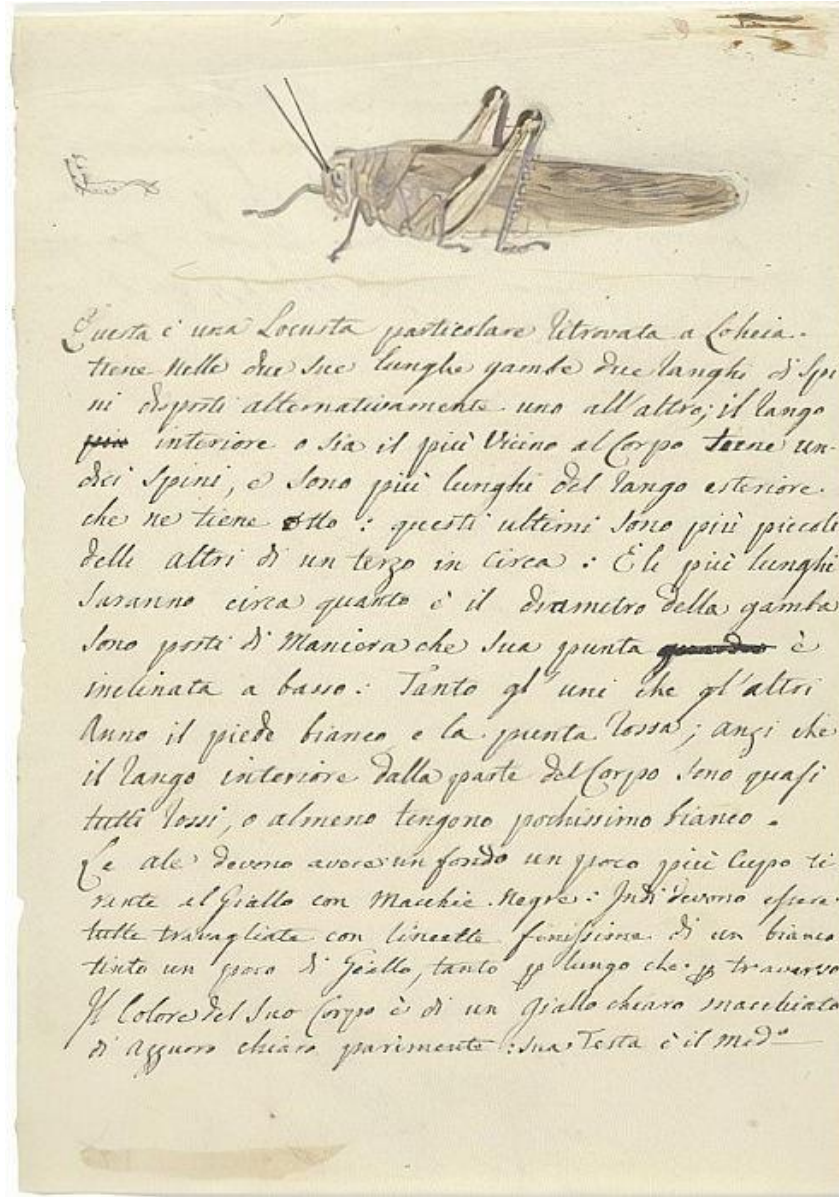 Questa è una Locusta particolare ritrovata a Loheia.
tiene nelle due sue lunghe gambe due ranghi di Spi
ni disposti alternativamente uno all'altro; il rango
più interiore o sia il più Vicino al Corpo tiene un-
dici Spini, e sono più lunghi del rango esteriore.
che ne tiene otto : questi ultimi sono più piccoli
delli altri di un terzo in circa : E li più lunghi
saranno circa quanto è il diametro della gamba
sono posti di Maniera che sua punta è
inclinata a basso : Tanto gl'uni che gl'altri
Anno il piede bianco e la punta rossa; anzi che
il rango interiore dalla parte del Corpo sono quasi
tutti rossi, o almeno tengono pochissimo bianco.
Le ale devono avere un fondo un poco più Cupo ti
rante al Giallo con Macchie Negre : Indi devono essere
tutte travagliate con lineette finissime di un bianco
tinto un poco di Giallo, tanto p lungo che p traverso
Il Colore del suo Corpo è di un Giallo chiaro macchiato
di Azzuoro chiaro parimente : sua Testa è il med.º